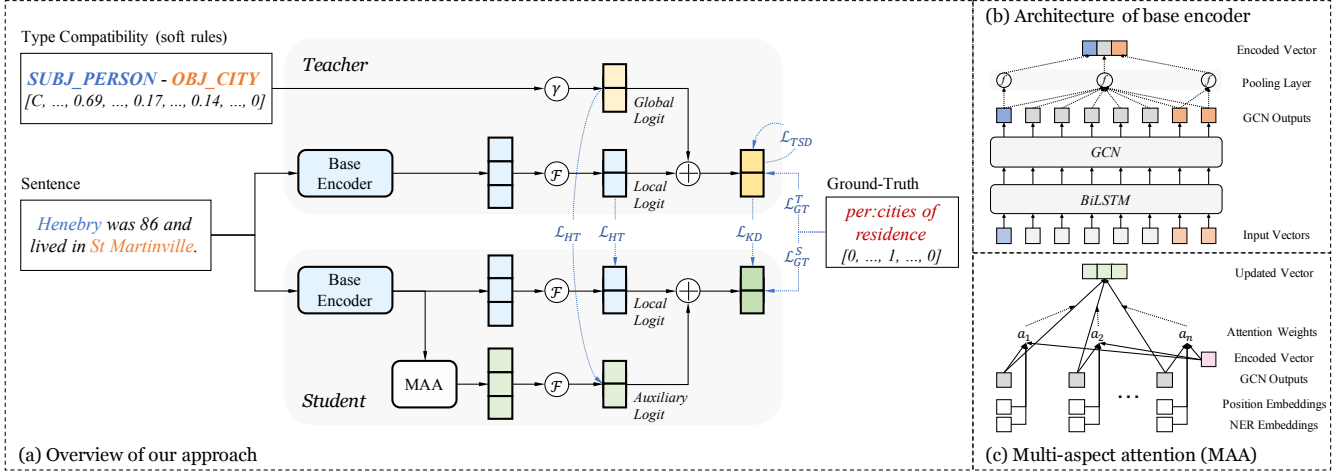 Type Compatibility (soft rules)
SUBJ_PERSON - OBJ_CITY
[C, ..., 0.69, ..., 0.17, ..., 0.14, ..., 0]
Sentence
Henebry was 86 and
lived in St Martinville.
Teacher
γ
Global
Logit
Base
Encoder
ℱ
Local
Logit
ℒ_TSD
ℒ_HT
ℒ_HT
ℒ_KD
ℒ_GT^T
ℒ_GT^S
Ground-Truth
per:cities of
residence
[0, ..., 1, ..., 0]
Base
Encoder
ℱ
Local
Logit
MAA
ℱ
Auxiliary
Logit
Student
(a) Overview of our approach
(b) Architecture of base encoder
Encoded Vector
f f f
Pooling Layer
GCN Outputs
GCN
BiLSTM
Input Vectors
Updated Vector
a₁ a₂ aₙ
Attention Weights
Encoded Vector
GCN Outputs
...
Position Embeddings
NER Embeddings
(c) Multi-aspect attention (MAA)